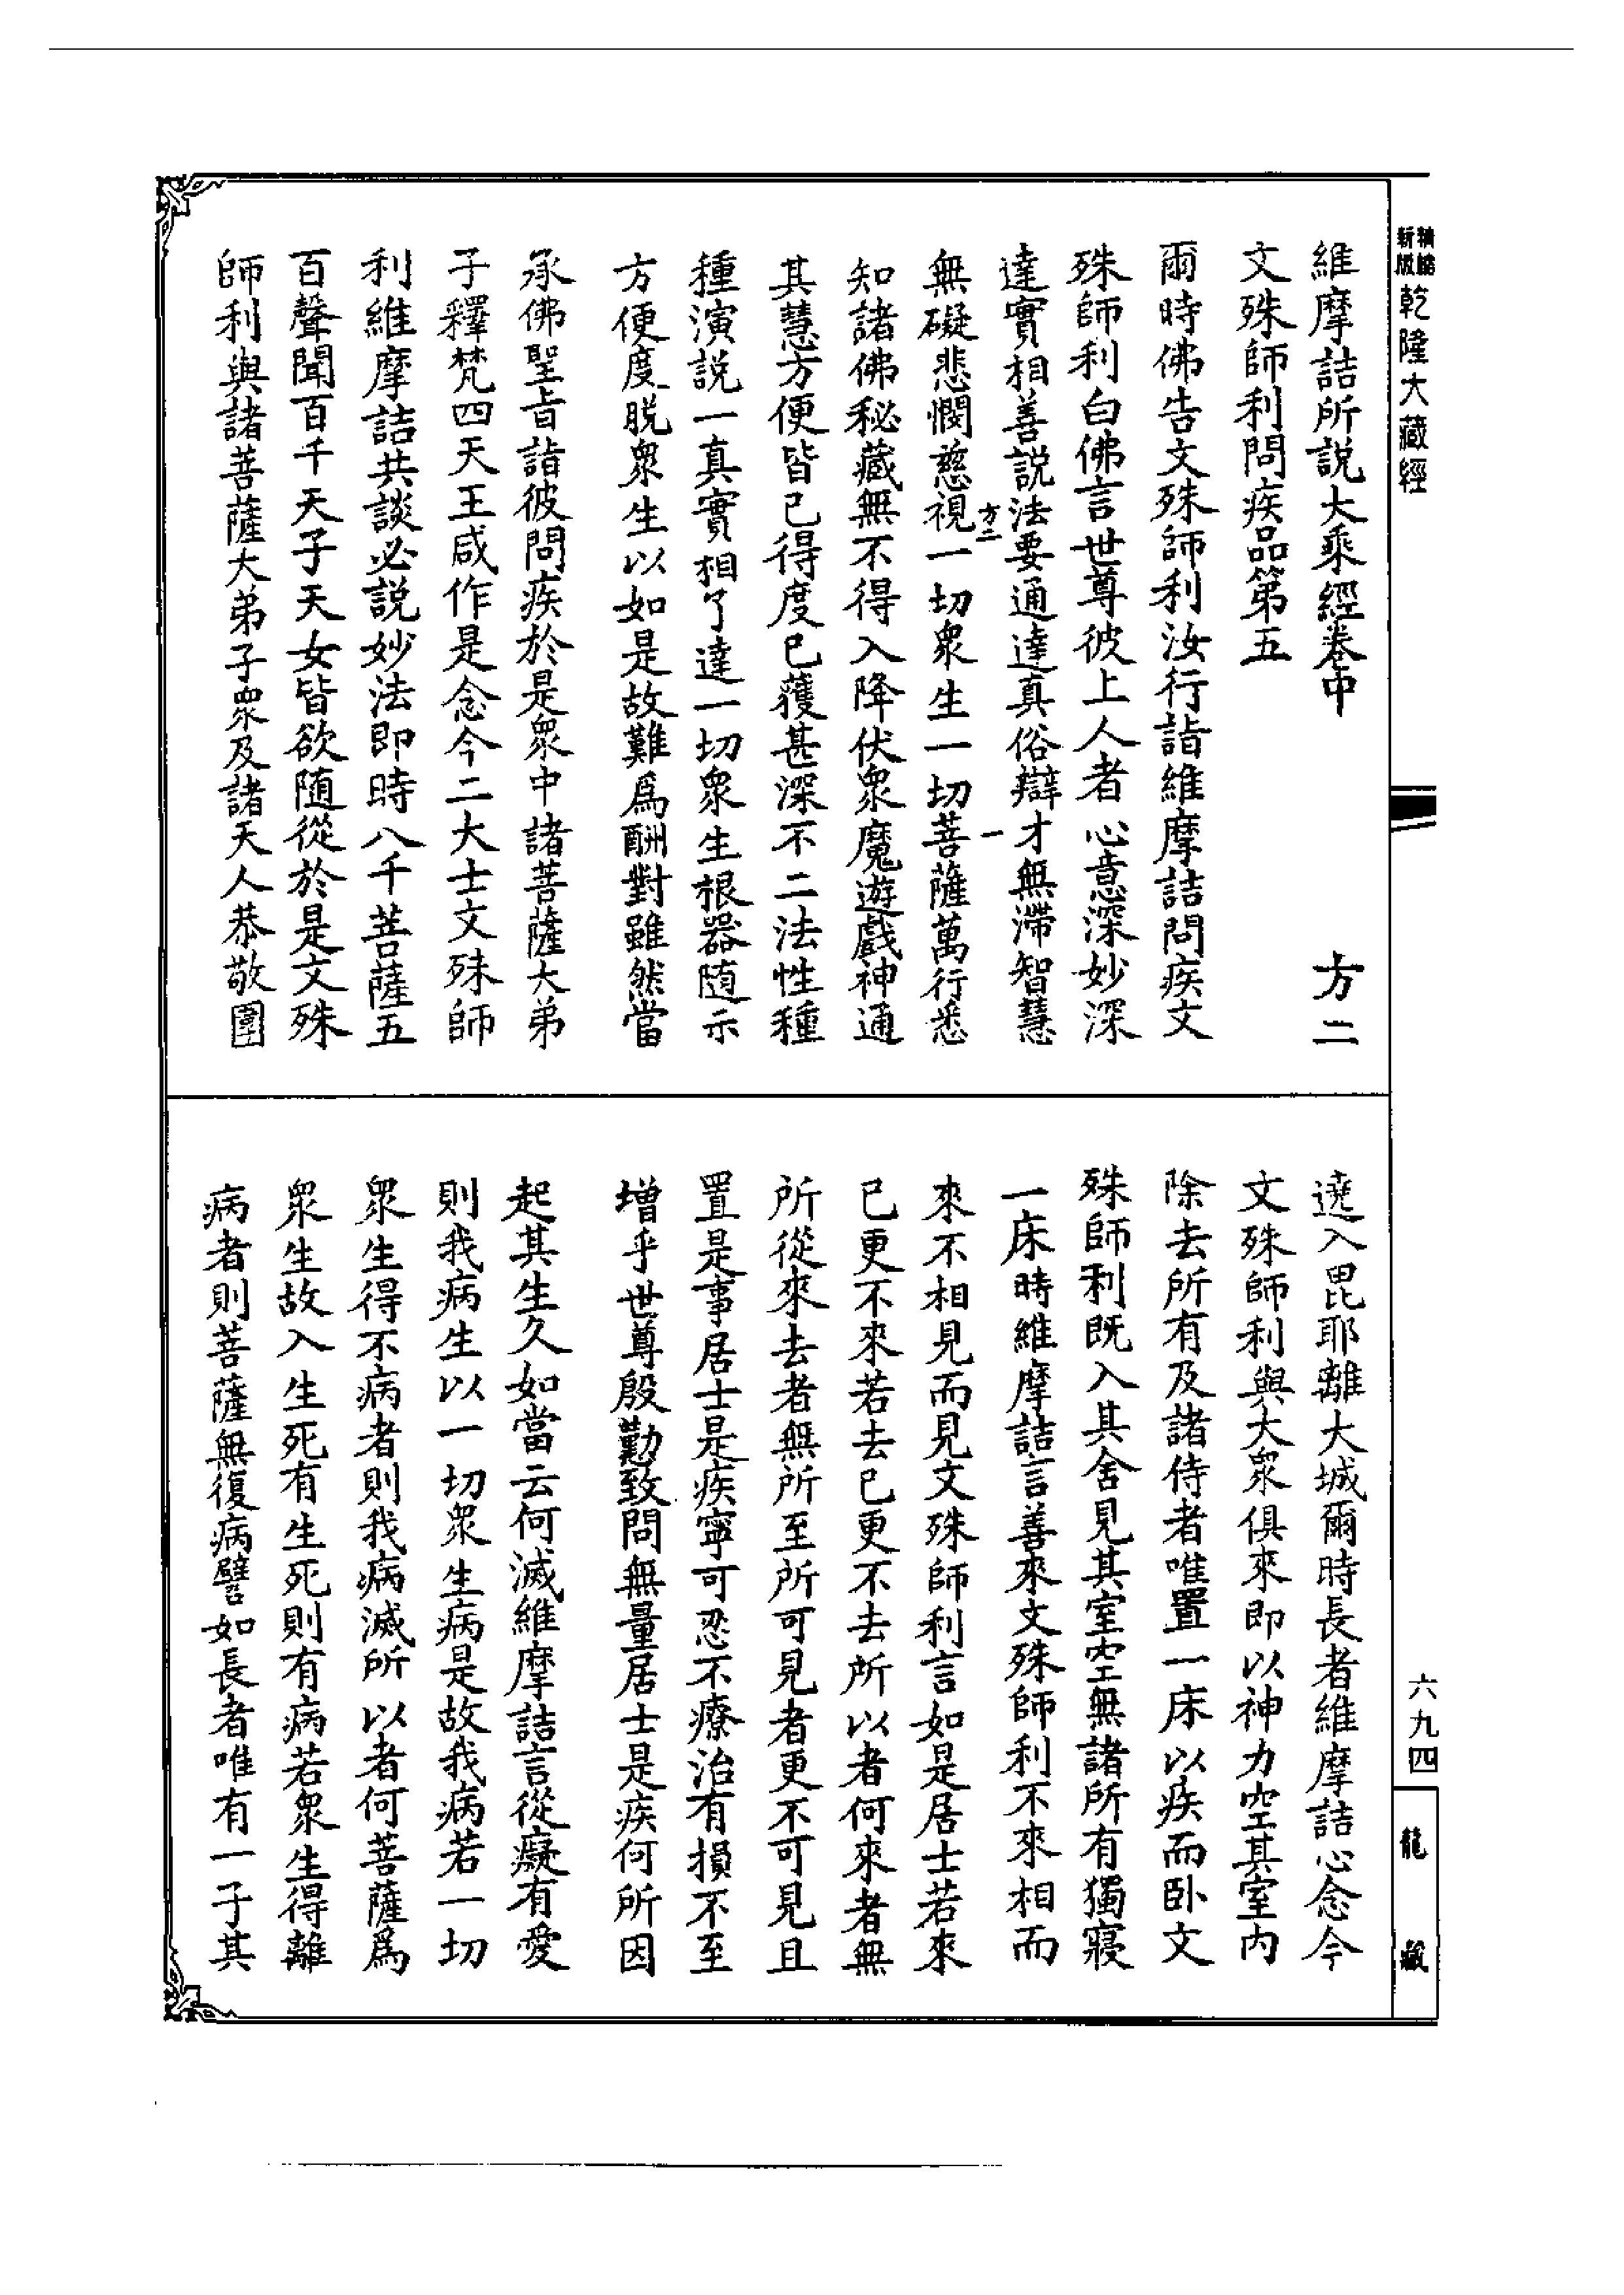 新版精縮乾隆大藏經
維摩詰所說大乘經卷中
方二
文殊師利問疾品第五
爾時佛告文殊師利汝行詣維摩詰問疾文
殊師利白佛言世尊彼上人者心意深妙深
達實相善説法要通達真俗辯才無滯智慧
方二
一
無礙悲憫慈視一切衆生一切菩薩萬行悉
知諸佛秘藏無不得入降伏衆魔遊戲神通
其慧方便皆已得度已䕶甚深不二法性種
種演説一真實相了達一切衆生根器随示
方便度脱衆生以如是故難爲酬對雖然當
承佛聖旨詣彼問疾於是衆中諸菩薩大弟
子釋梵四天王咸作是念今二大士文殊師
利維摩詰共談必説妙法即時八千菩薩五
百聲聞百千天子天女皆欲随從於是文殊
師利與諸菩薩大弟子衆及諸天人恭敬圍
遶入毘耶離大城爾時長者維摩詰心念今
文殊師利與大衆俱來即以神力空其室内
除去所有及諸侍者唯置一床以疾而卧文
殊師利既入其舍見其室空無諸所有獨寢
一床時維摩詰言善來文殊師利不來相而
來不相見而見文殊師利言如是居士若來
已更不來若去已更不去所以者何來者無
所從來去者無所至所可見者更不可見且
置是事居士是疾寧可忍不療治有損不至
增乎世尊殷勤致問無量居士是疾何所因
起其生久如當云何滅維摩詰言從癡有愛
則我病生以一切衆生病是故我病若一切
衆生得不病者則我病滅所以者何菩薩爲
衆生故入生死有生死則有病若衆生得離
病者則菩薩無復病譬如長者唯有一子其
六九四
龍藏